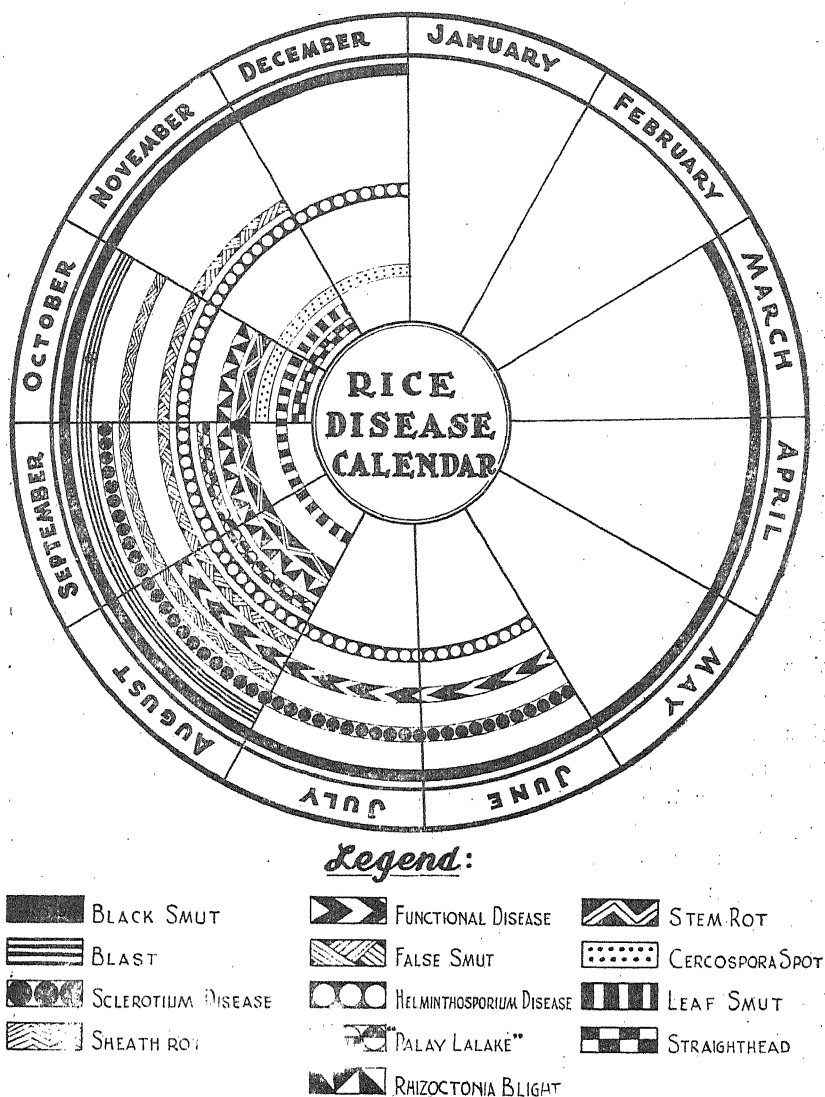 JANUARY
FEBRUARY
MARCH
APRIL
MAY
JUNE
JULY
AUGUST
SEPTEMBER
OCTOBER
NOVEMBER
DECEMBER
RICE
DISEASE
CALENDAR
Legend:
BLACK SMUT
BLAST
SCLEROTIUM DISEASE
SHEATH ROT
FUNCTIONAL DISEASE
FALSE SMUT
HELMINTHOSPORIUM DISEASE
"PALAY LALAKE"
RHIZOCTONIA BLIGHT
STEM ROT
CERCOSPORA SPOT
LEAF SMUT
STRAIGHTHEAD